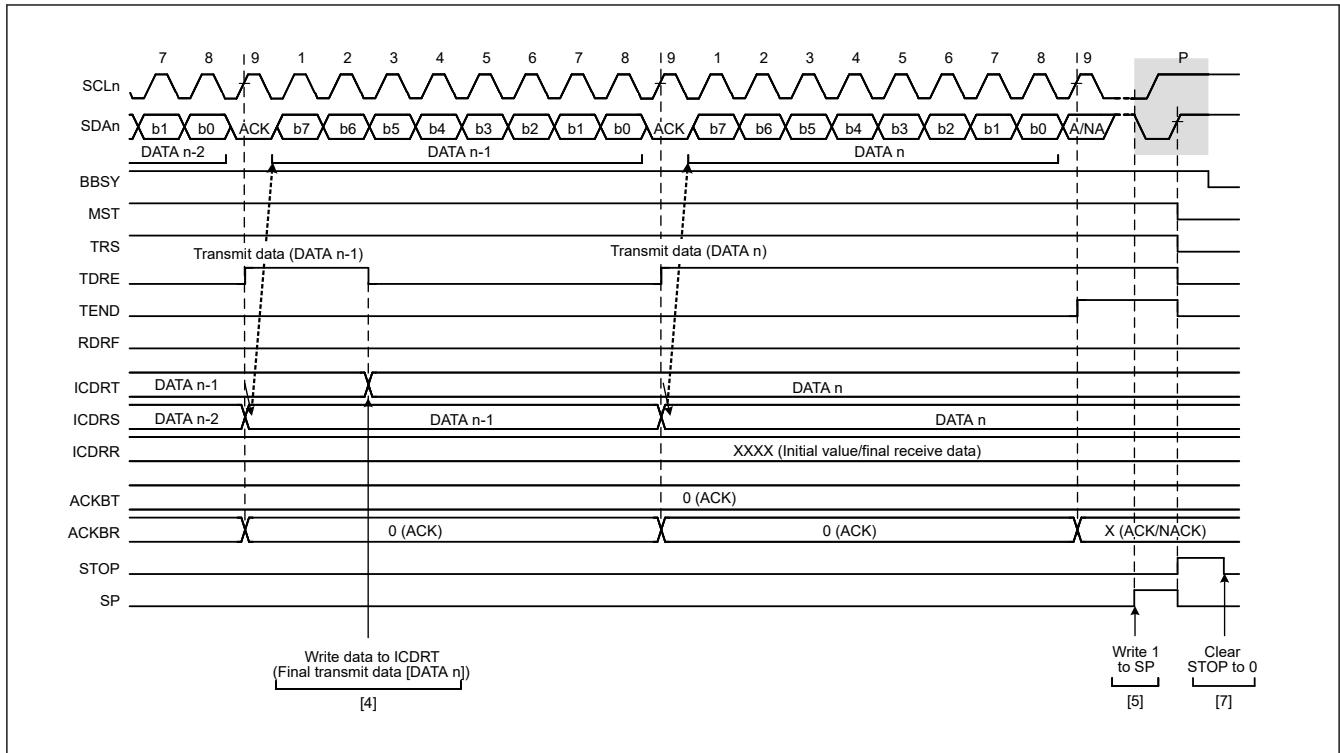 7 8 9 1 2 3 4 5 6 7 8 9 1 2 3 4 5 6 7 8 9 P
SCLn
SDAn b1 b0 ACK b7 b6 b5 b4 b3 b2 b1 b0 ACK b7 b6 b5 b4 b3 b2 b1 b0 A/NA
DATA n-2 DATA n-1 DATA n
BBSY
MST
TRS
Transmit data (DATA n-1) Transmit data (DATA n)
TDRE
TEND
RDRF
ICDRT DATA n-1 DATA n
ICDRS DATA n-2 DATA n-1 DATA n
ICDRR XXXX (Initial value/final receive data)
ACKBT 0 (ACK)
ACKBR 0 (ACK) 0 (ACK) X (ACK/NACK)
STOP
SP
Write data to ICDRT
(Final transmit data [DATA n])
[4]
Write 1
to SP
[5]
Clear
STOP to 0
[7]